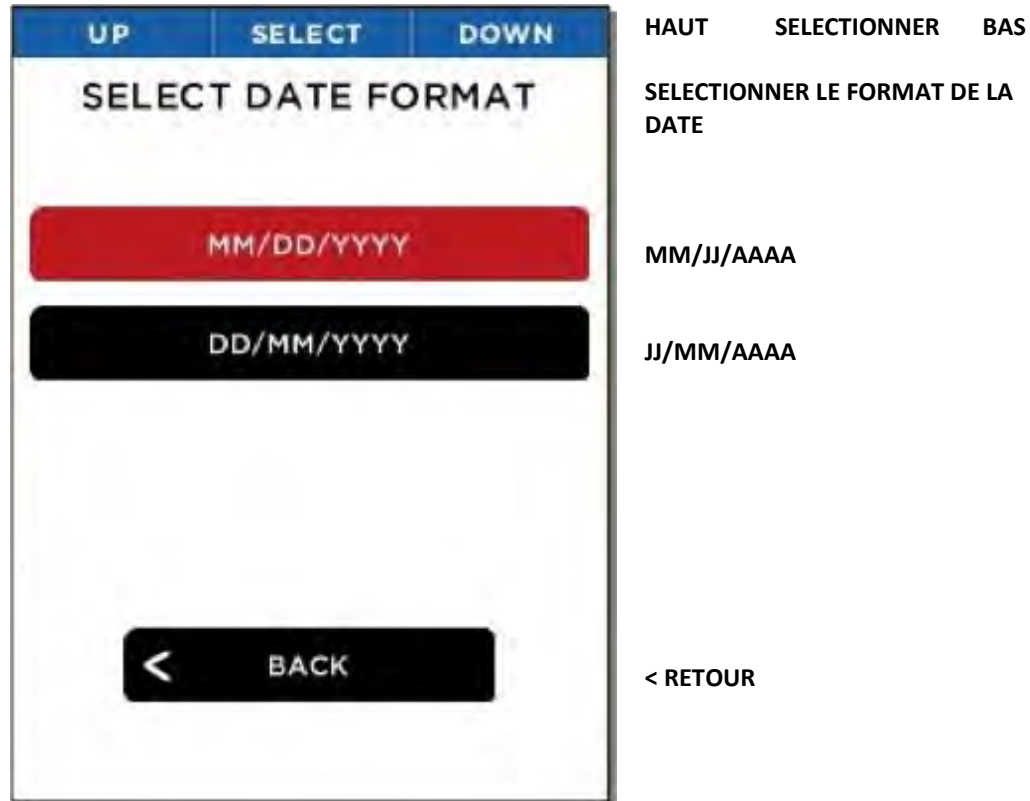 UP SELECT DOWN
SELECT DATE FORMAT
MM/DD/YYYY
DD/MM/YYYY
< BACK
HAUT SELECTIONNER BAS
SELECTIONNER LE FORMAT DE LA
DATE
MM/JJ/AAAA
JJ/MM/AAAA
< RETOUR